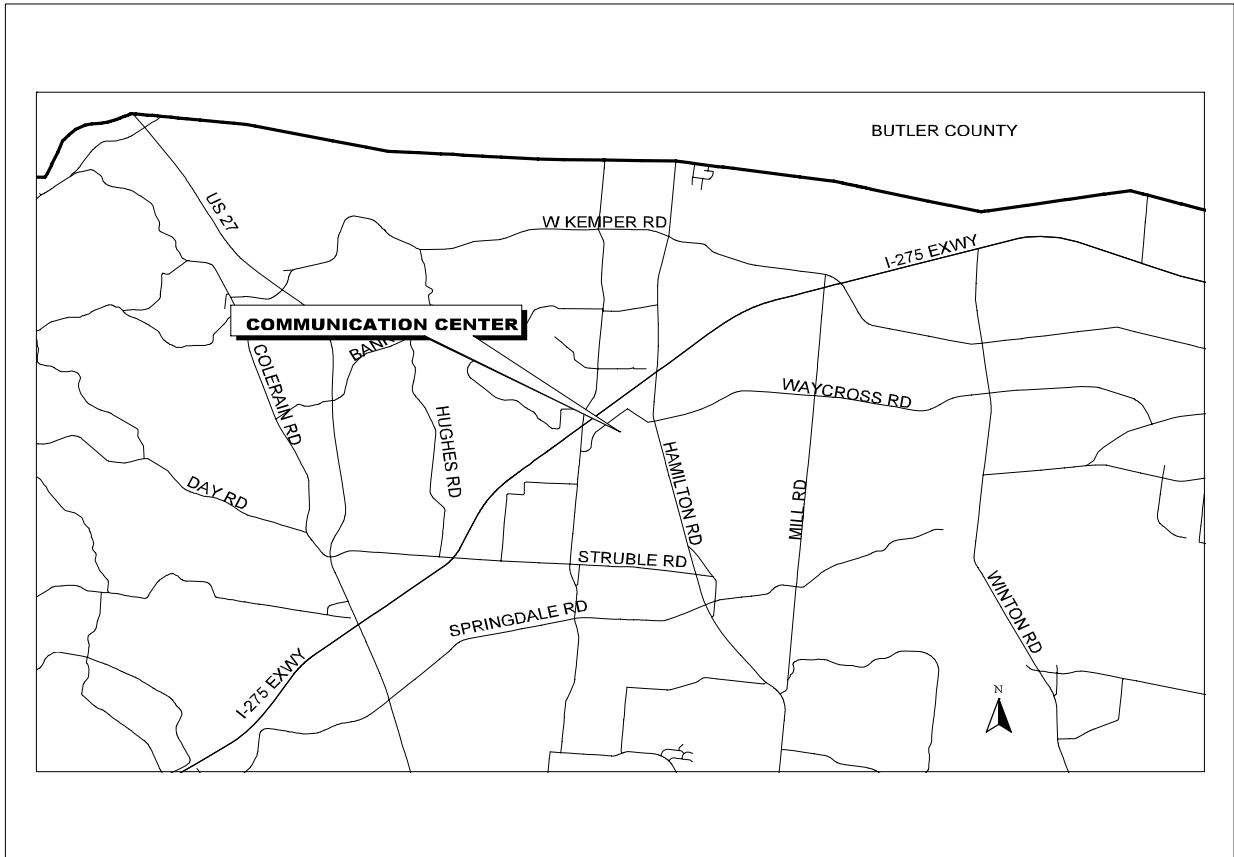 BUTLER COUNTY
US 27
W KEMPER RD
I-275 EXWY
COMMUNICATION CENTER
BANK
COLERAIN RD
WAYCROSS RD
HUGHES RD
HAMILTON RD
DAY RD
MILL RD
STRUBLE RD
WINTON RD
SPRINGDALE RD
I-275 EXWY
N